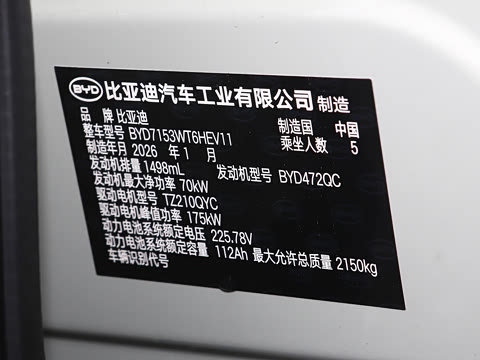 BYD 比亚迪汽车工业有限公司 制造
品 牌 比亚迪 制造国 中国
整车型号 BYD7153WT6HEV11 乘坐人数 5
制造年月 2026 年 1 月
发动机排量 1498mL 发动机型号 BYD472QC
发动机最大净功率 70kW
驱动电机型号 TZ210QYC
驱动电机峰值功率 175kW
动力电池系统额定电压 225.78V
动力电池系统额定容量 112Ah 最大允许总质量 2150kg
车辆识别代号